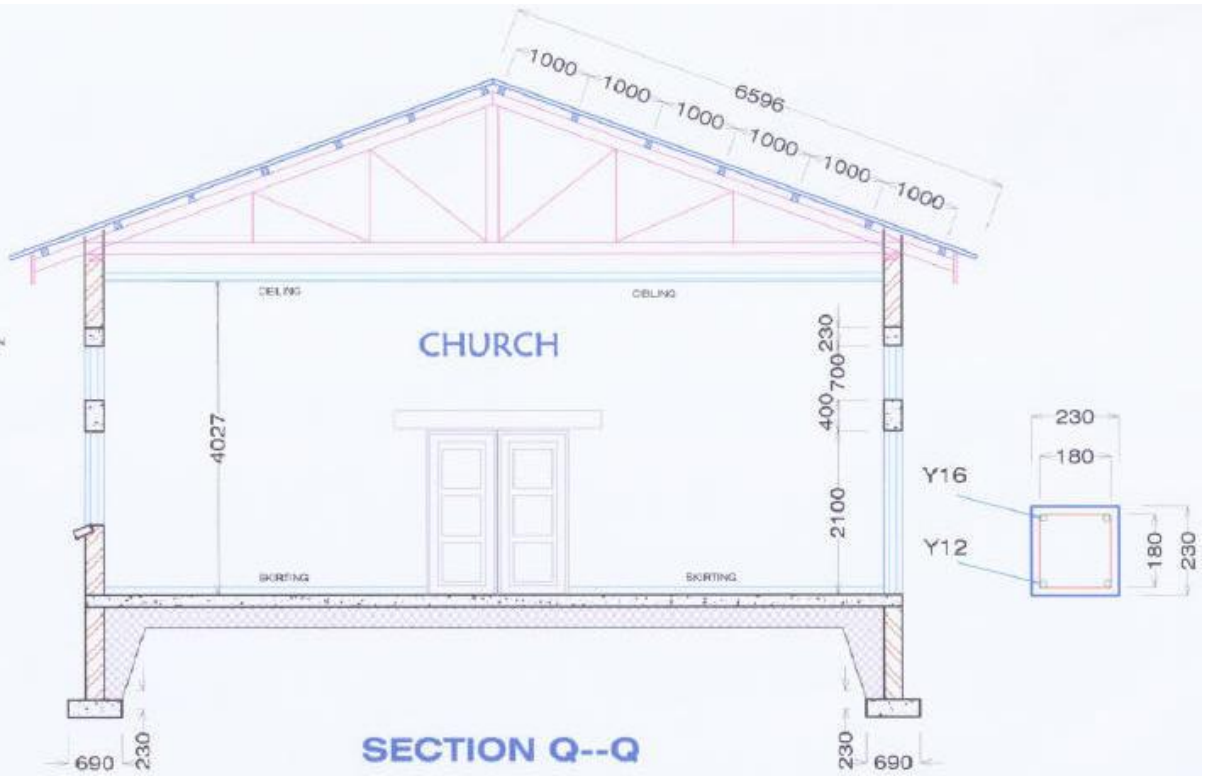 1000
1000
1000
1000
1000
1000
6596
CEILING
CEILING
CHURCH
230
700
400
2100
4027
SKIRTING
SKIRTING
230
180
Y16
Y12
180
230
690
230
SECTION Q--Q
230
690